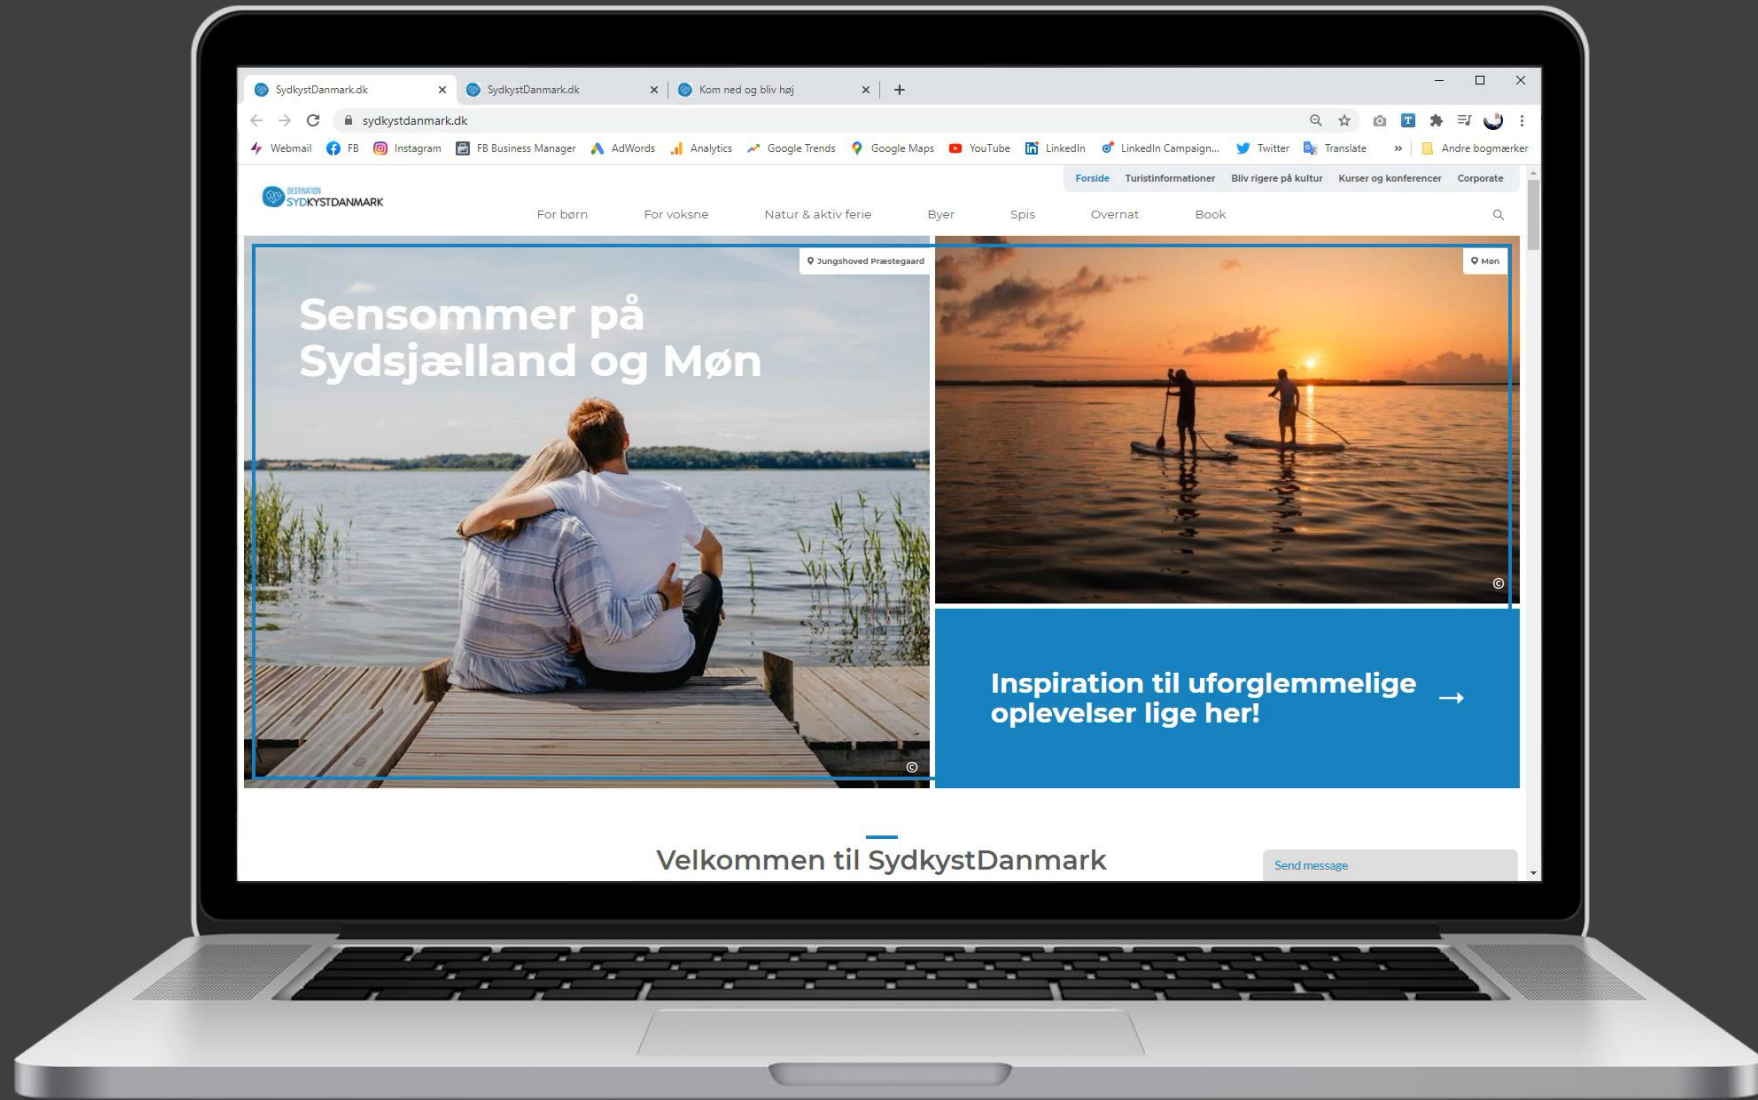 SydkystDanmark.dk
SydkystDanmark.dk
Kom ned og bliv høj
sydkystdanmark.dk
Webmail FB Instagram FB Business Manager AdWords Analytics Google Trends Google Maps YouTube LinkedIn LinkedIn Campaign... Twitter Translate » Andre bogmærker
Forside Turistinformationer Bliv rigere på kultur Kurser og konferencer Corporate
DESTINATION
SYDKYSTDANMARK
For børn For voksne Natur & aktiv ferie Byer Spis Overnat Book
Jungshoved Præstegaard
Møn
Sensommer på
Sydsjælland og Møn
©
Inspiration til uforglemmelige
oplevelser lige her! →
©
Velkommen til SydkystDanmark
Send message